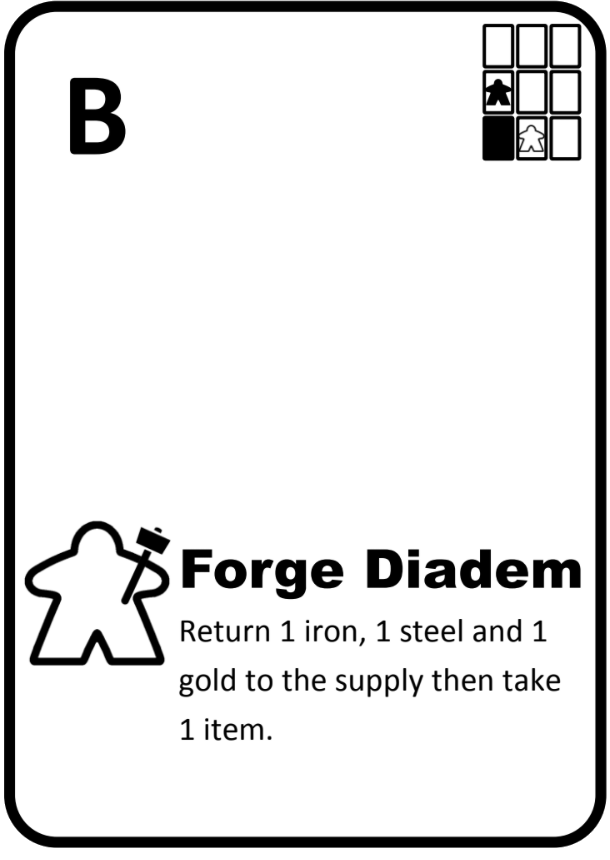 B
Forge Diadem
Return 1 iron, 1 steel and 1
gold to the supply then take
1 item.